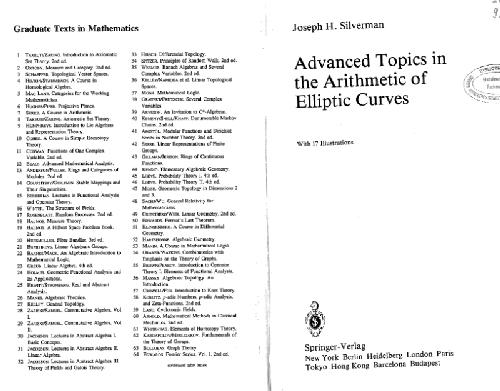 Graduate Texts in Mathematics
1 TAKEUTI/ZARING. Introduction to Axiomatic
Set Theory. 2nd ed.
2 OXTOBY. Measure and Category. 2nd ed.
3 SCHAEFER. Topological Vector Spaces.
4 HILTON/STAMMBACH. A Course in
Homological Algebra.
5 MAC LANE. Categories for the Working
Mathematician.
6 HUGHES/PIPER. Projective Planes.
7 SERRE. A Course in Arithmetic.
8 TAKEUTI/ZARING. Axiomatic Set Theory.
9 HUMPHREYS. Introduction to Lie Algebras
and Representation Theory.
10 COHEN. A Course in Simple Homotopy
Theory.
11 CONWAY. Functions of One Complex
Variable. 2nd ed.
12 BEALS. Advanced Mathematical Analysis.
13 ANDERSON/FULLER. Rings and Categories of
Modules. 2nd ed.
14 GOLUBITSKY/GUILLEMIN. Stable Mappings and
Their Singularities.
15 BERBERIAN. Lectures in Functional Analysis
and Operator Theory.
16 WINTER. The Structure of Fields.
17 ROSENBLATT. Random Processes. 2nd ed.
18 HALMOS. Measure Theory.
19 HALMOS. A Hilbert Space Problem Book.
2nd ed.
20 HUSEMOLLER. Fibre Bundles. 3rd ed.
21 HUMPHREYS. Linear Algebraic Groups.
22 BARNES/MACK. An Algebraic Introduction to
Mathematical Logic.
23 GREUB. Linear Algebra. 4th ed.
24 HOLMES. Geometric Functional Analysis and
Its Applications.
25 HEWITT/STROMBERG. Real and Abstract
Analysis.
26 MANES. Algebraic Theories.
27 KELLEY. General Topology.
28 ZARISKI/SAMUEL. Commutative Algebra. Vol
I.
29 ZARISKI/SAMUEL. Commutative Algebra. Vol
II.
30 JACOBSON. Lectures in Abstract Algebra I.
Basic Concepts.
31 JACOBSON. Lectures in Abstract Algebra II.
Linear Algebra.
32 JACOBSON. Lectures in Abstract Algebra III.
Theory of Fields and Galois Theory.
33 HIRSCH. Differential Topology.
34 SPITZER. Principles of Random Walk. 2nd ed.
35 Banach Algebras and Several
Complex Variables. 2nd ed.
36 KELLEY/NAMIOKA et al. Linear Topological
Spaces.
37 MONK. Mathematical Logic.
38 GRAUERT/FRITZSCHE. Several Complex
Variables.
39 ARVESON. An Invitation to C*-Algebras.
40 KEMENY/SNELL/KNAPP. Denumerable Markov
Chains. 2nd ed.
41 APOSTOL. Modular Functions and Dirichlet
Series in Number Theory. 2nd ed.
42 SERRE. Linear Representations of Finite
Groups.
43 GILLMAN/JERISON. Rings of Continuous
Functions.
44 KENDIG. Elementary Algebraic Geometry.
45 LOÈVE. Probability Theory I. 4th ed.
46 LOÈVE. Probability Theory II. 4th ed.
47 MOISE. Geometric Topology in Dimensions 2
and 3.
48 SACHS/WU. General Relativity for
Mathematicians.
49 GRUENBERG/WEIR. Linear Geometry. 2nd ed.
50 EDWARDS. Fermat's Last Theorem.
51 KLINGENBERG. A Course in Differential
Geometry.
52 HARTSHORNE. Algebraic Geometry.
53 MANIN. A Course in Mathematical Logic.
54 GRAVER/WATKINS. Combinatorics with
Emphasis on the Theory of Graphs.
55 BROWN/PEARCY. Introduction to Operator
Theory I: Elements of Functional Analysis.
56 MASSEY. Algebraic Topology: An
Introduction.
57 CROWELL/FOX. Introduction to Knot Theory.
58 KOBLITZ. p-adic Numbers, p-adic Analysis,
and Zeta-Functions. 2nd ed.
59 LANG. Cyclotomic Fields.
60 ARNOLD. Mathematical Methods in Classical
Mechanics. 2nd ed.
61 WHITEHEAD. Elements of Homotopy Theory.
62 KARGAPOLOV/MERZLJAKOV. Fundamentals of
the Theory of Groups.
63 BOLLOBAS. Graph Theory.
64 EDWARDS. Fourier Series. Vol. I. 2nd ed.
Joseph H. Silverman
Advanced Topics in
the Arithmetic of
Elliptic Curves
With 17 Illustrations
Springer-Verlag
New York Berlin Heidelberg London Paris
Tokyo Hong Kong Barcelona Budapest